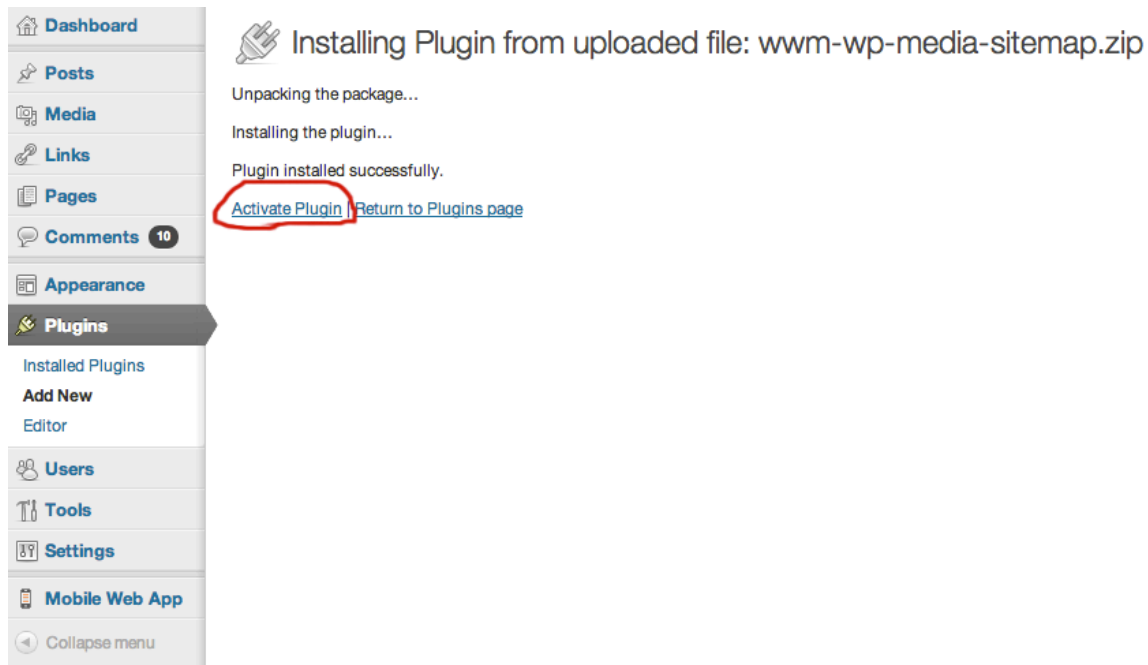 Dashboard
Posts
Media
Links
Pages
Comments 10
Appearance
Plugins
Installed Plugins
Add New
Editor
Users
Tools
Settings
Mobile Web App
Collapse menu
Installing Plugin from uploaded file: wwm-wp-media-sitemap.zip
Unpacking the package…
Installing the plugin…
Plugin installed successfully.
Activate Plugin | Return to Plugins page